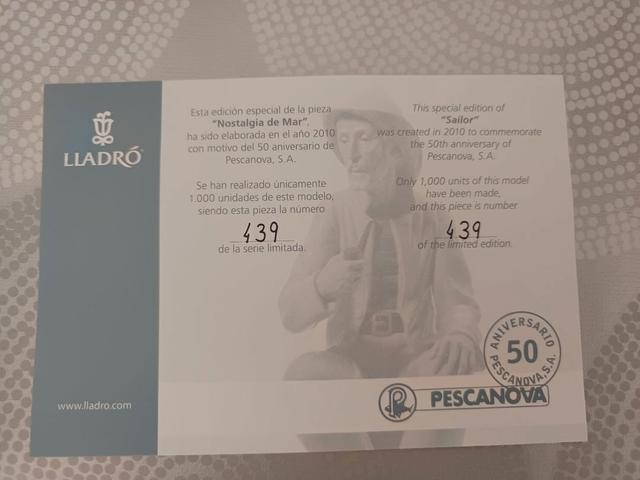 LLADRÓ
www.lladro.com
Esta edición especial de la pieza
“Nostalgia de Mar”,
ha sido elaborada en el año 2010
con motivo del 50 aniversario de
Pescanova, S.A.
Se han realizado únicamente
1.000 unidades de este modelo,
siendo esta pieza la número
439
de la serie limitada.
This special edition of
“Sailor”
was created in 2010 to commemorate
the 50th anniversary of
Pescanova, S.A.
Only 1,000 units of this model
have been made,
and this piece is number
439
of the limited edition.
ANIVERSARIO
50
PESCANOVA, S.A.
PESCANOVA